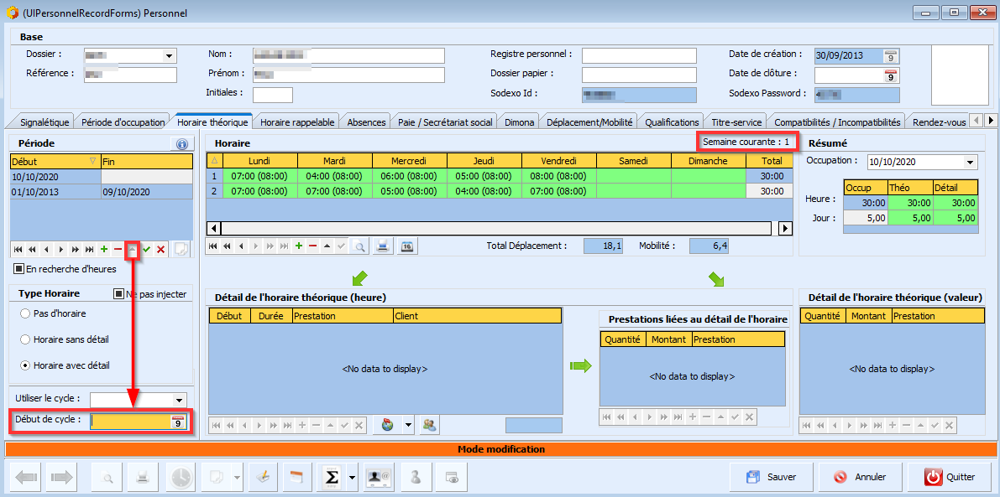 (UIPersonnelRecordForms) Personnel
Base
Dossier : Nom : Registre personnel : Date de création : 30/09/2013 9
Référence : Prénom : Dossier papier : Date de clôture : 9
Initiales : Sodexo Id : Sodexo Password :
Signalétique Période d'occupation Horaire théorique Horaire rappelable Absences Paie / Secrétariat social Dimona Déplacement/Mobilité Qualifications Titre-service Compatibilités / Incompatibilités Rendez-vous
Période Horaire Semaine courante : 1 Résumé
Début Fin
10/10/2020
01/10/2013 09/10/2020
Lundi Mardi Mercredi Jeudi Vendredi Samedi Dimanche Total
1 07:00 (08:00) 04:00 (08:00) 06:00 (08:00) 05:00 (08:00) 08:00 (08:00) 30:00
2 07:00 (08:00) 07:00 (08:00) 05:00 (08:00) 04:00 (08:00) 07:00 (08:00) 30:00
Occupation : 10/10/2020
Occup Théo Détail
Heure : 30:00 30:00 30:00
Jour : 5,00 5,00 5,00
16 Total Déplacement : 18,1 Mobilité : 6,4
En recherche d'heures
Type Horaire Ne pas injecter
Pas d'horaire
Horaire sans détail
Horaire avec détail
Utiliser le cycle :
Début de cycle : 9
Détail de l'horaire théorique (heure)
Début Durée Prestation Client
<No data to display>
Prestations liées au détail de l'horaire
Quantité Montant Prestation
<No data to display>
Détail de l'horaire théorique (valeur)
Quantité Montant Prestation
<No data to display>
Mode modification
Σ @ Sauver Annuler Quitter